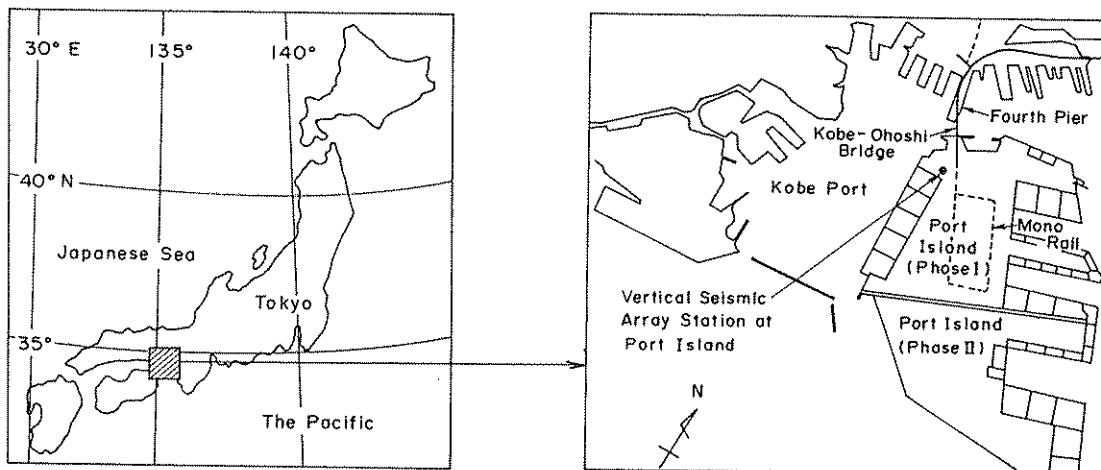 30° E
135°
140°
40° N
Japanese Sea
Tokyo
35°
The Pacific
Fourth Pier
Kobe-Ohoshi
Bridge
Kobe Port
Port
Island
(Phase I)
Mono
Rail
Vertical Seismic
Array Station at
Port Island
Port Island
(Phase II)
N